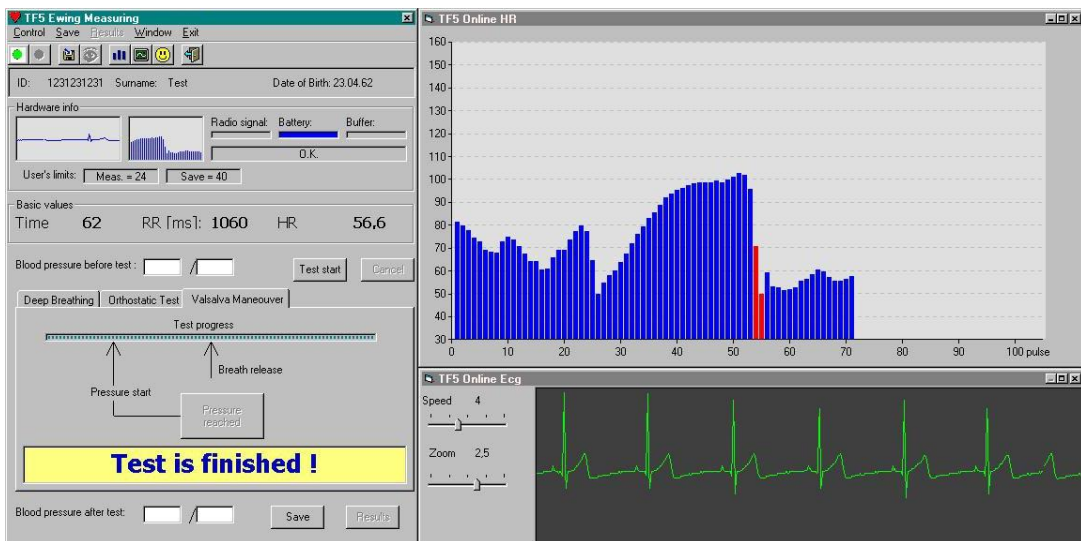 TF5 Ewing Measuring
Control Save Results Window Exit
ID: 1231231231 Surname: Test Date of Birth: 23.04.62
Hardware info
Radio signal: Battery: Buffer:
O.K.
User's limits: Meas. = 24 Save = 40
Basic values
Time 62 RR [ms]: 1060 HR 56,6
Blood pressure before test : / Test start Cancel
Deep Breathing Orthostatic Test Valsalva Maneouver
Test progress
Breath release
Pressure start
Pressure
reached
Test is finished !
Blood pressure after test: / Save Results
TF5 Online HR
160
150
140
130
120
110
100
90
80
70
60
50
40
30
0 10 20 30 40 50 60 70 80 90 100 pulse
TF5 Online Ecg
Speed 4
Zoom 2,5